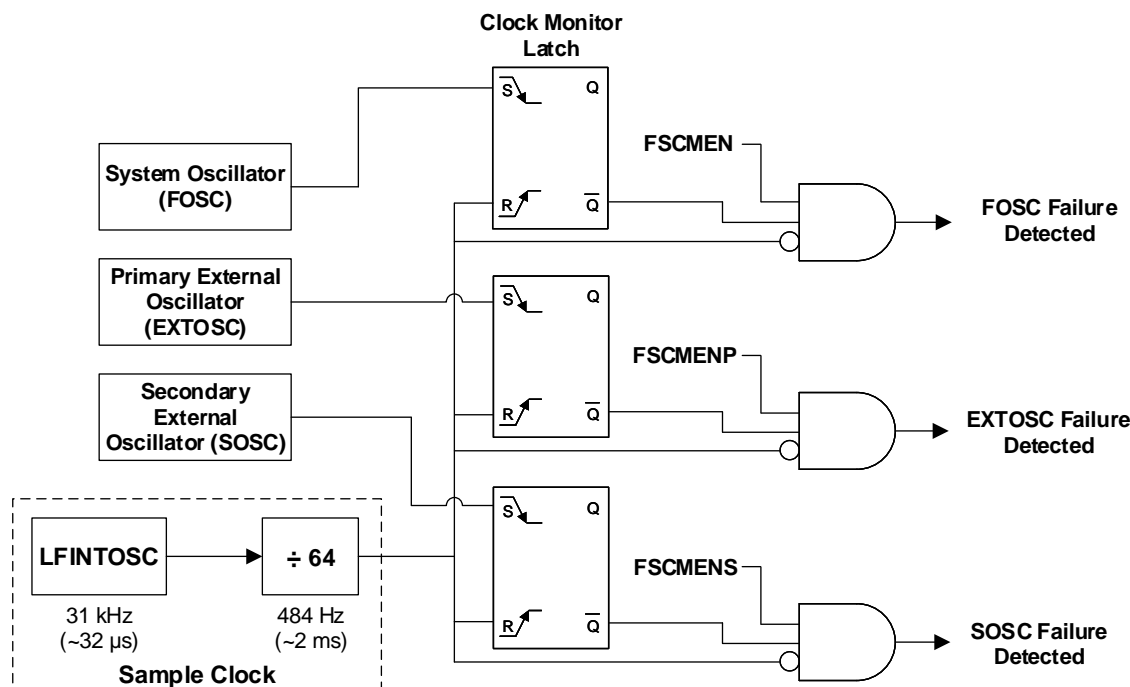 Clock Monitor
Latch
S
Q
R
Q̅
System Oscillator
(FOSC)
FSCMEN
FOSC Failure
Detected
Primary External
Oscillator
(EXTOSC)
S
Q
R
Q̅
FSCMENP
EXTOSC Failure
Detected
Secondary
External
Oscillator (SOSC)
S
Q
R
Q̅
FSCMENS
SOSC Failure
Detected
LFINTOSC
÷ 64
31 kHz
(~32 µs)
484 Hz
(~2 ms)
Sample Clock